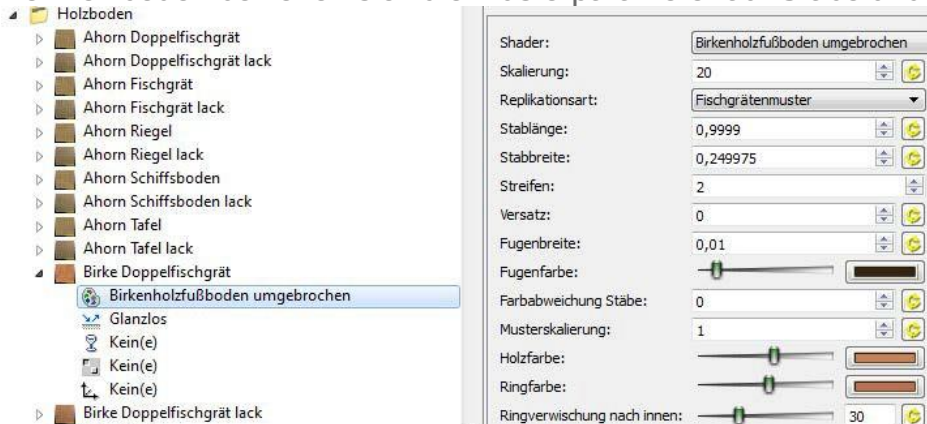 Holzboden
Ahorn Doppelfischgrät
Ahorn Doppelfischgrät lack
Ahorn Fischgrät
Ahorn Fischgrät lack
Ahorn Riegel
Ahorn Riegel lack
Ahorn Schiffsboden
Ahorn Schiffsboden lack
Ahorn Tafel
Ahorn Tafel lack
Birke Doppelfischgrät
Birkenholzfußboden umgebrochen
Glanzlos
Kein(e)
Kein(e)
Kein(e)
Birke Doppelfischgrät lack
Shader: Birkenholzfußboden umgebrochen
Skalierung: 20
Replikationsart: Fischgrätenmuster
Stablänge: 0,9999
Stabbreite: 0,249975
Streifen: 2
Versatz: 0
Fugenbreite: 0,01
Fugenfarbe:
Farbabweichung Stäbe: 0
Musterskalierung: 1
Holzfarbe:
Ringfarbe:
Ringverwischung nach innen: 30